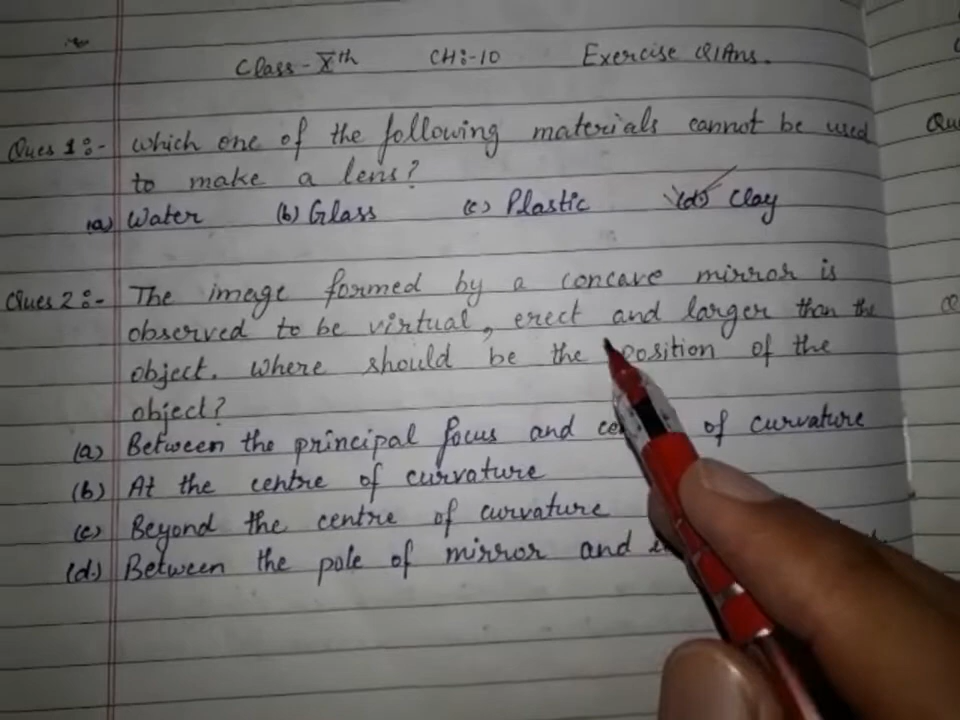 Class - Xth CH:-10 Exercise Q/Ans.
Ques 1:- which one of the following materials cannot be used
to make a lens?
(a) Water (b) Glass (c) Plastic (d) Clay
Ques 2:- The image formed by a concave mirror is
observed to be virtual, erect and larger than the
object. where should be the position of the
object?
(a) Between the principal focus and of curvature
(b) At the centre of curvature
(c) Beyond the centre of curvature
(d.) Between the pole of mirror and